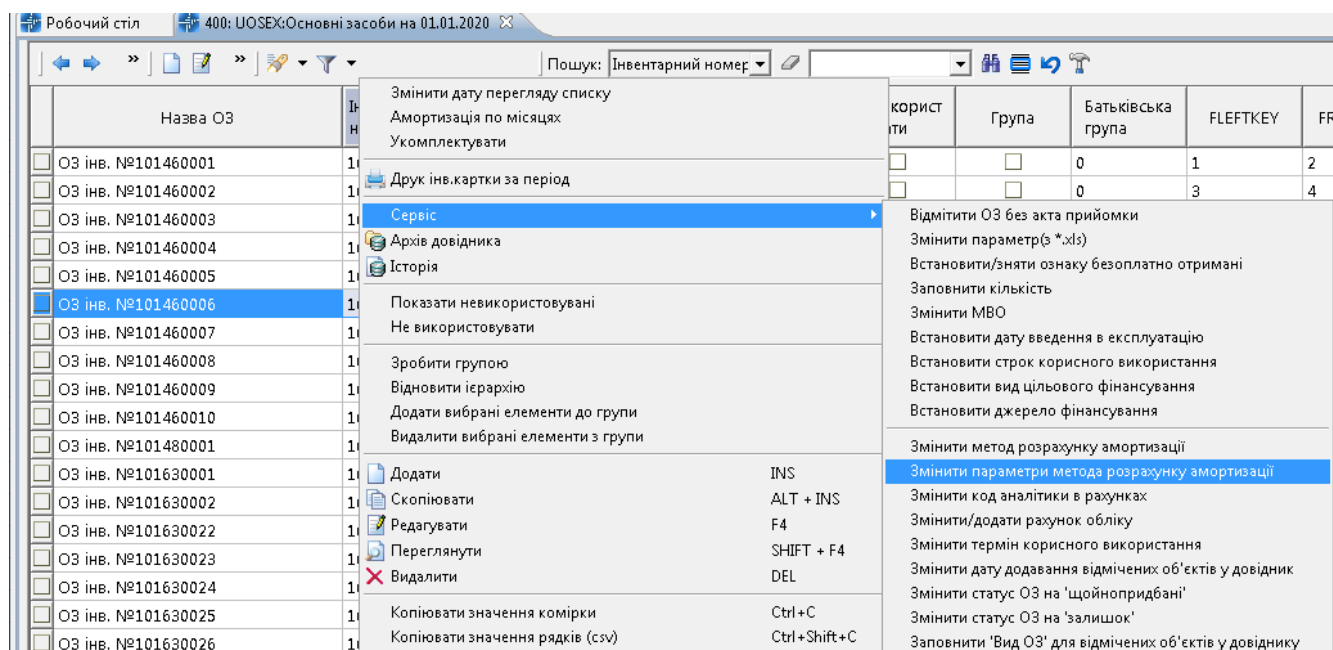 Робочий стіл
400: UOSEX:Основні засоби на 01.01.2020
Пошук: Інвентарний номер
Назва ОЗ
Група
Батьківська група
FLEFTKEY
ОЗ інв. №101460001
0 1 2
ОЗ інв. №101460002
0 3 4
ОЗ інв. №101460003
ОЗ інв. №101460004
ОЗ інв. №101460005
ОЗ інв. №101460006
ОЗ інв. №101460007
ОЗ інв. №101460008
ОЗ інв. №101460009
ОЗ інв. №101460010
ОЗ інв. №101480001
ОЗ інв. №101630001
ОЗ інв. №101630002
ОЗ інв. №101630022
ОЗ інв. №101630023
ОЗ інв. №101630024
ОЗ інв. №101630025
ОЗ інв. №101630026
Змінити дату перегляду списку
Амортизація по місяцях
Укомплектувати
Друк інв.картки за період
Сервіс
Архів довідника
Історія
Показати невикористовувані
Не використовувати
Зробити групою
Відновити ієрархію
Додати вибрані елементи до групи
Видалити вибрані елементи з групи
Додати INS
Скопіювати ALT + INS
Редагувати F4
Переглянути SHIFT + F4
Видалити DEL
Копіювати значення комірки Ctrl+C
Копіювати значення рядків (csv) Ctrl+Shift+C
Відмітити ОЗ без акта прийомки
Змінити параметр(з *.xls)
Встановити/зняти ознаку безоплатно отримані
Заповнити кількість
Змінити МВО
Встановити дату введення в експлуатацію
Встановити строк корисного використання
Встановити вид цільового фінансування
Встановити джерело фінансування
Змінити метод розрахунку амортизації
Змінити параметри метода розрахунку амортизації
Змінити код аналітики в рахунках
Змінити/додати рахунок обліку
Змінити термін корисного використання
Змінити дату додавання відмічених об'єктів у довідник
Змінити статус ОЗ на 'щойнопридбані'
Змінити статус ОЗ на 'залишок'
Заповнити 'Вид ОЗ' для відмічених об'єктів у довіднику